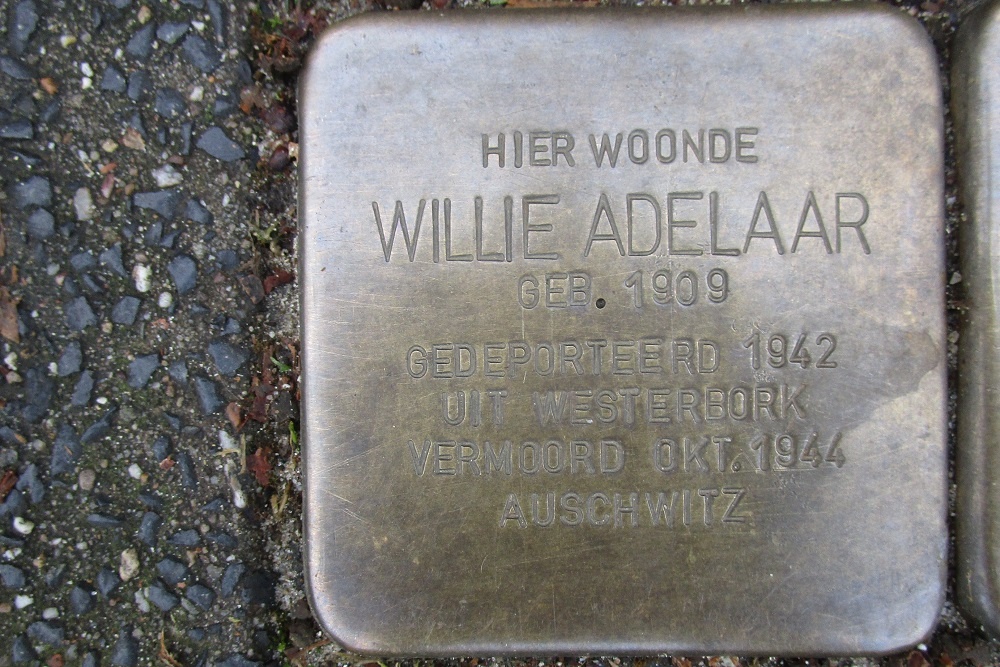 HIER WOONDE
WILLIE ADELAAR
GEB. 1909
GEDEPORTEERD 1942
UIT WESTERBORK
VERMOORD OKT. 1944
AUSCHWITZ